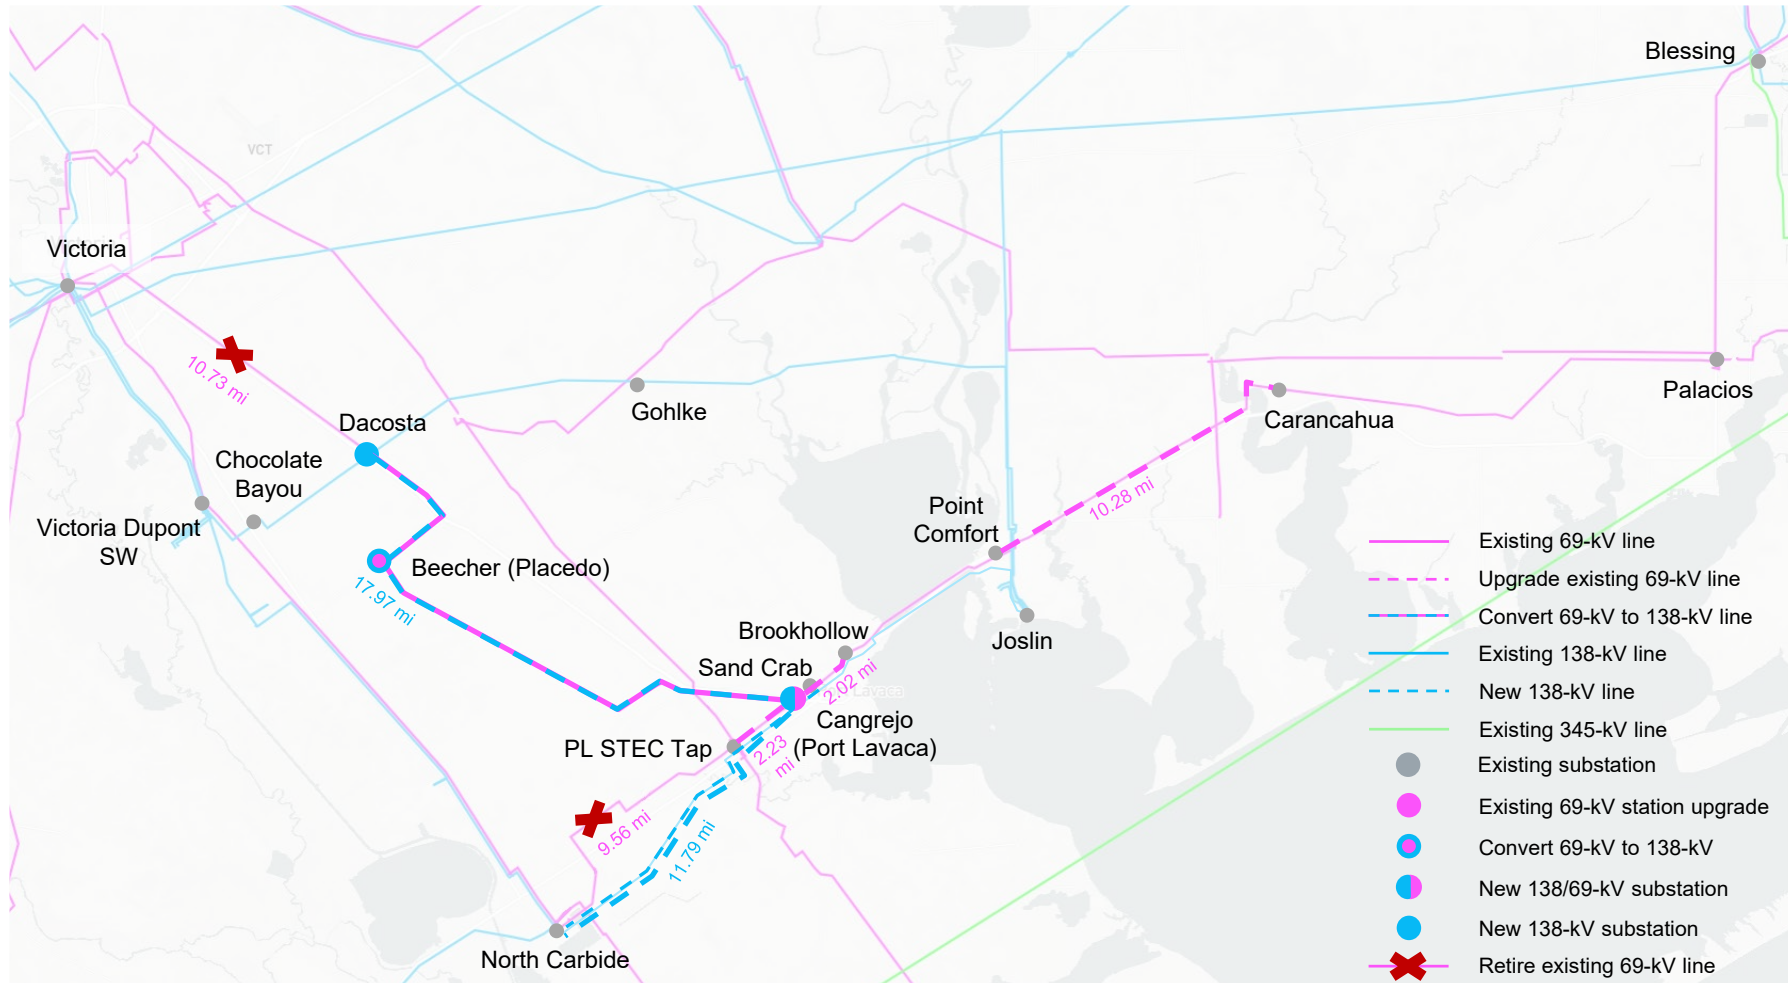 Blessing
VCT
Victoria
10.73 mi
Dacosta
Gohlke
Palacios
Carancahua
Chocolate
Bayou
Point
Comfort
10.28 mi
Victoria Dupont
SW
Beecher (Placedo)
17.97 mi
Brookhollow
Joslin
Sand Crab
2.02 mi
Lavaca
Cangrejo
(Port Lavaca)
PL STEC Tap
2.23
mi
9.56 mi
11.79 mi
North Carbide
Existing 69-kV line
Upgrade existing 69-kV line
Convert 69-kV to 138-kV line
Existing 138-kV line
New 138-kV line
Existing 345-kV line
Existing substation
Existing 69-kV station upgrade
Convert 69-kV to 138-kV
New 138/69-kV substation
New 138-kV substation
Retire existing 69-kV line